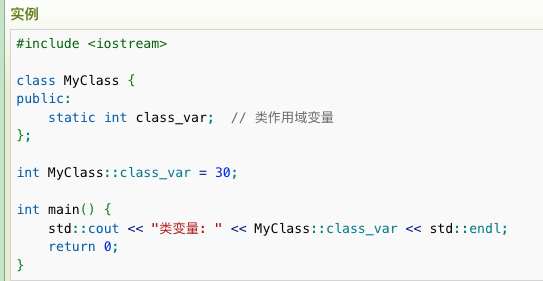 实例
#include <iostream>
class MyClass {
public:
    static int class_var;  // 类作用域变量
};
int MyClass::class_var = 30;
int main() {
    std::cout << "类变量: " << MyClass::class_var << std::endl;
    return 0;
}